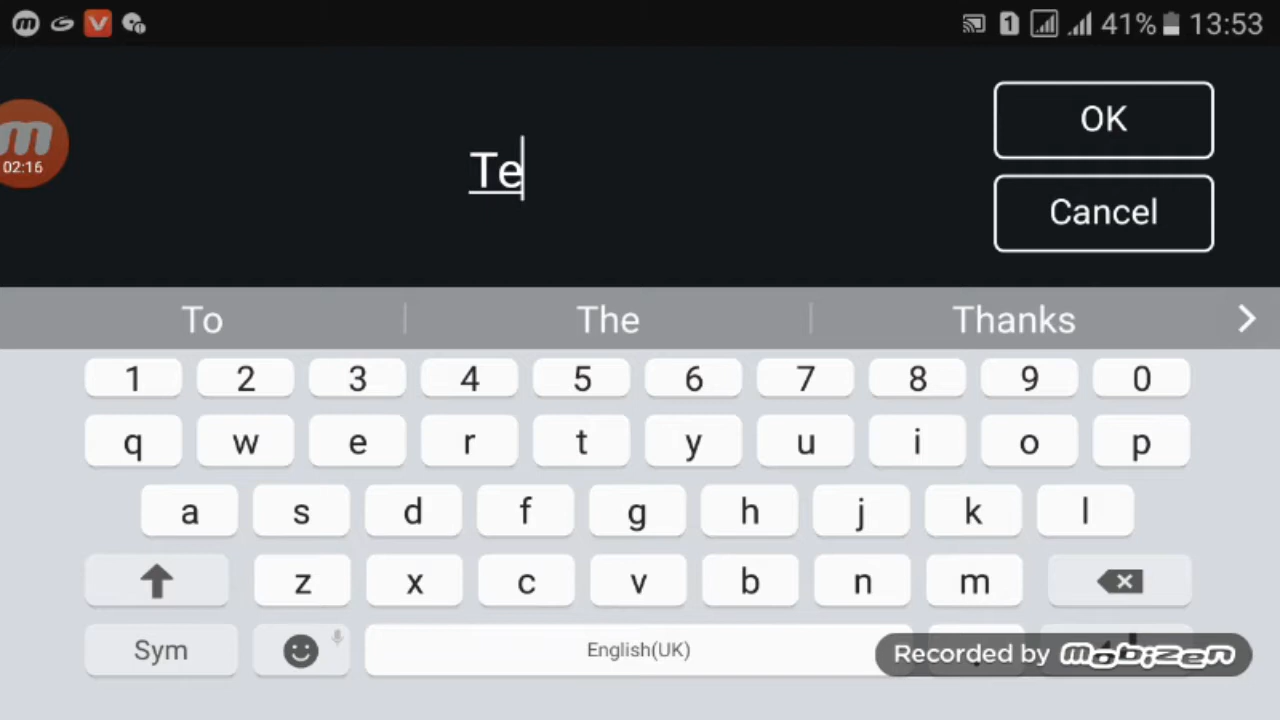 1 41% 13:53
OK
02:16
Te
Cancel
To The Thanks
1 2 3 4 5 6 7 8 9 0
q w e r t y u i o p
a s d f g h j k l
z x c v b n m
Sym English(UK)
Recorded by mobizen